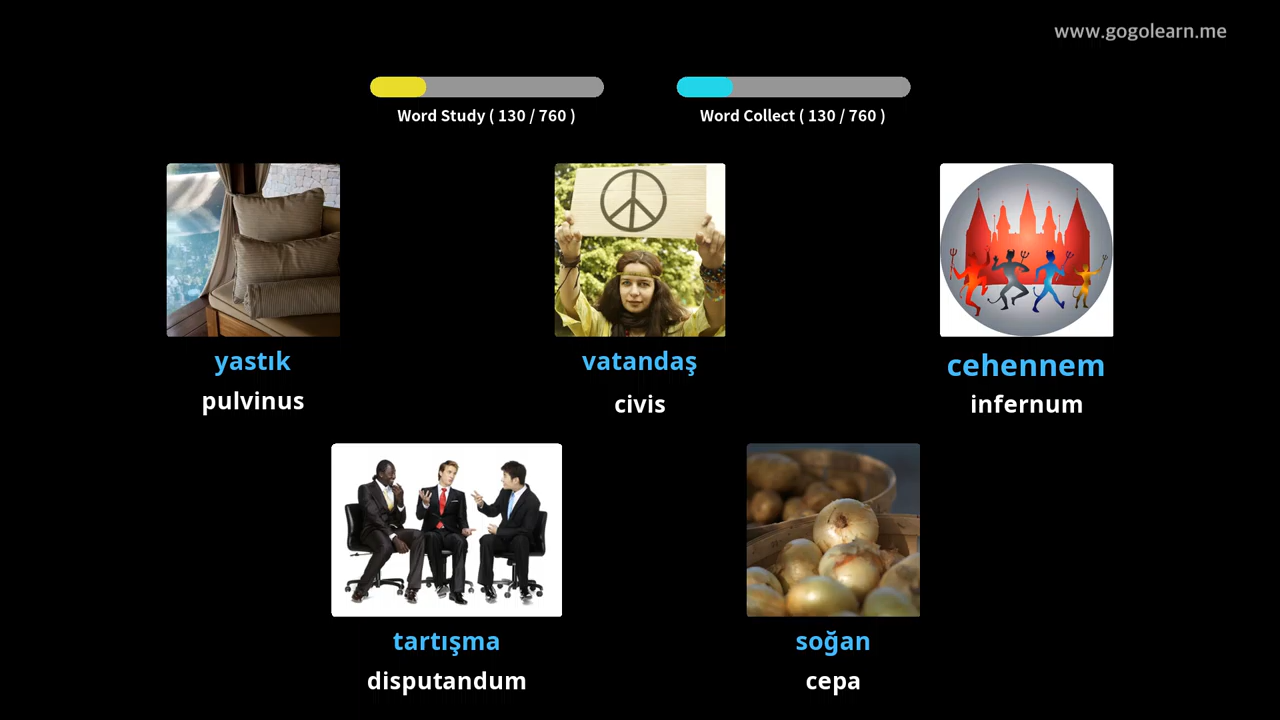 www.gogolearn.me
Word Study ( 130 / 760 )
Word Collect ( 130 / 760 )
yastık
pulvinus
vatandaş
civis
cehennem
infernum
tartışma
disputandum
soğan
cepa